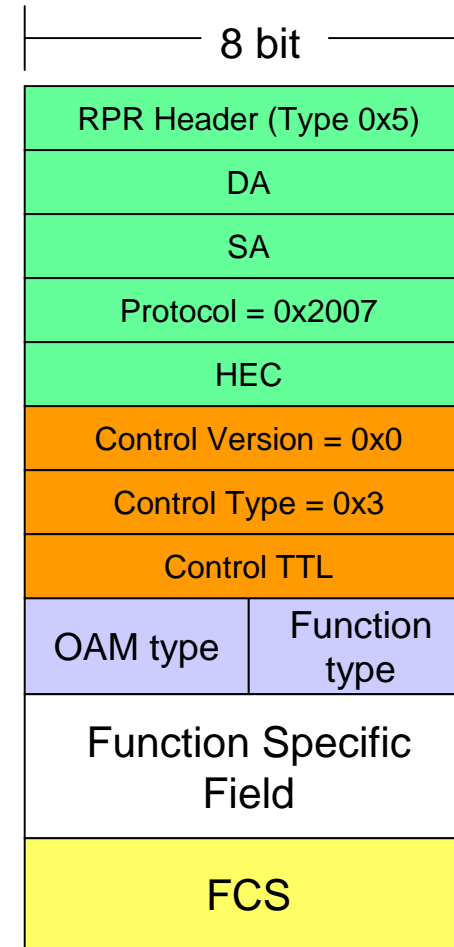 8 bit
RPR Header (Type 0x5)
DA
SA
Protocol = 0x2007
HEC
Control Version = 0x0
Control Type = 0x3
Control TTL
OAM type
Function
type
Function Specific
Field
FCS